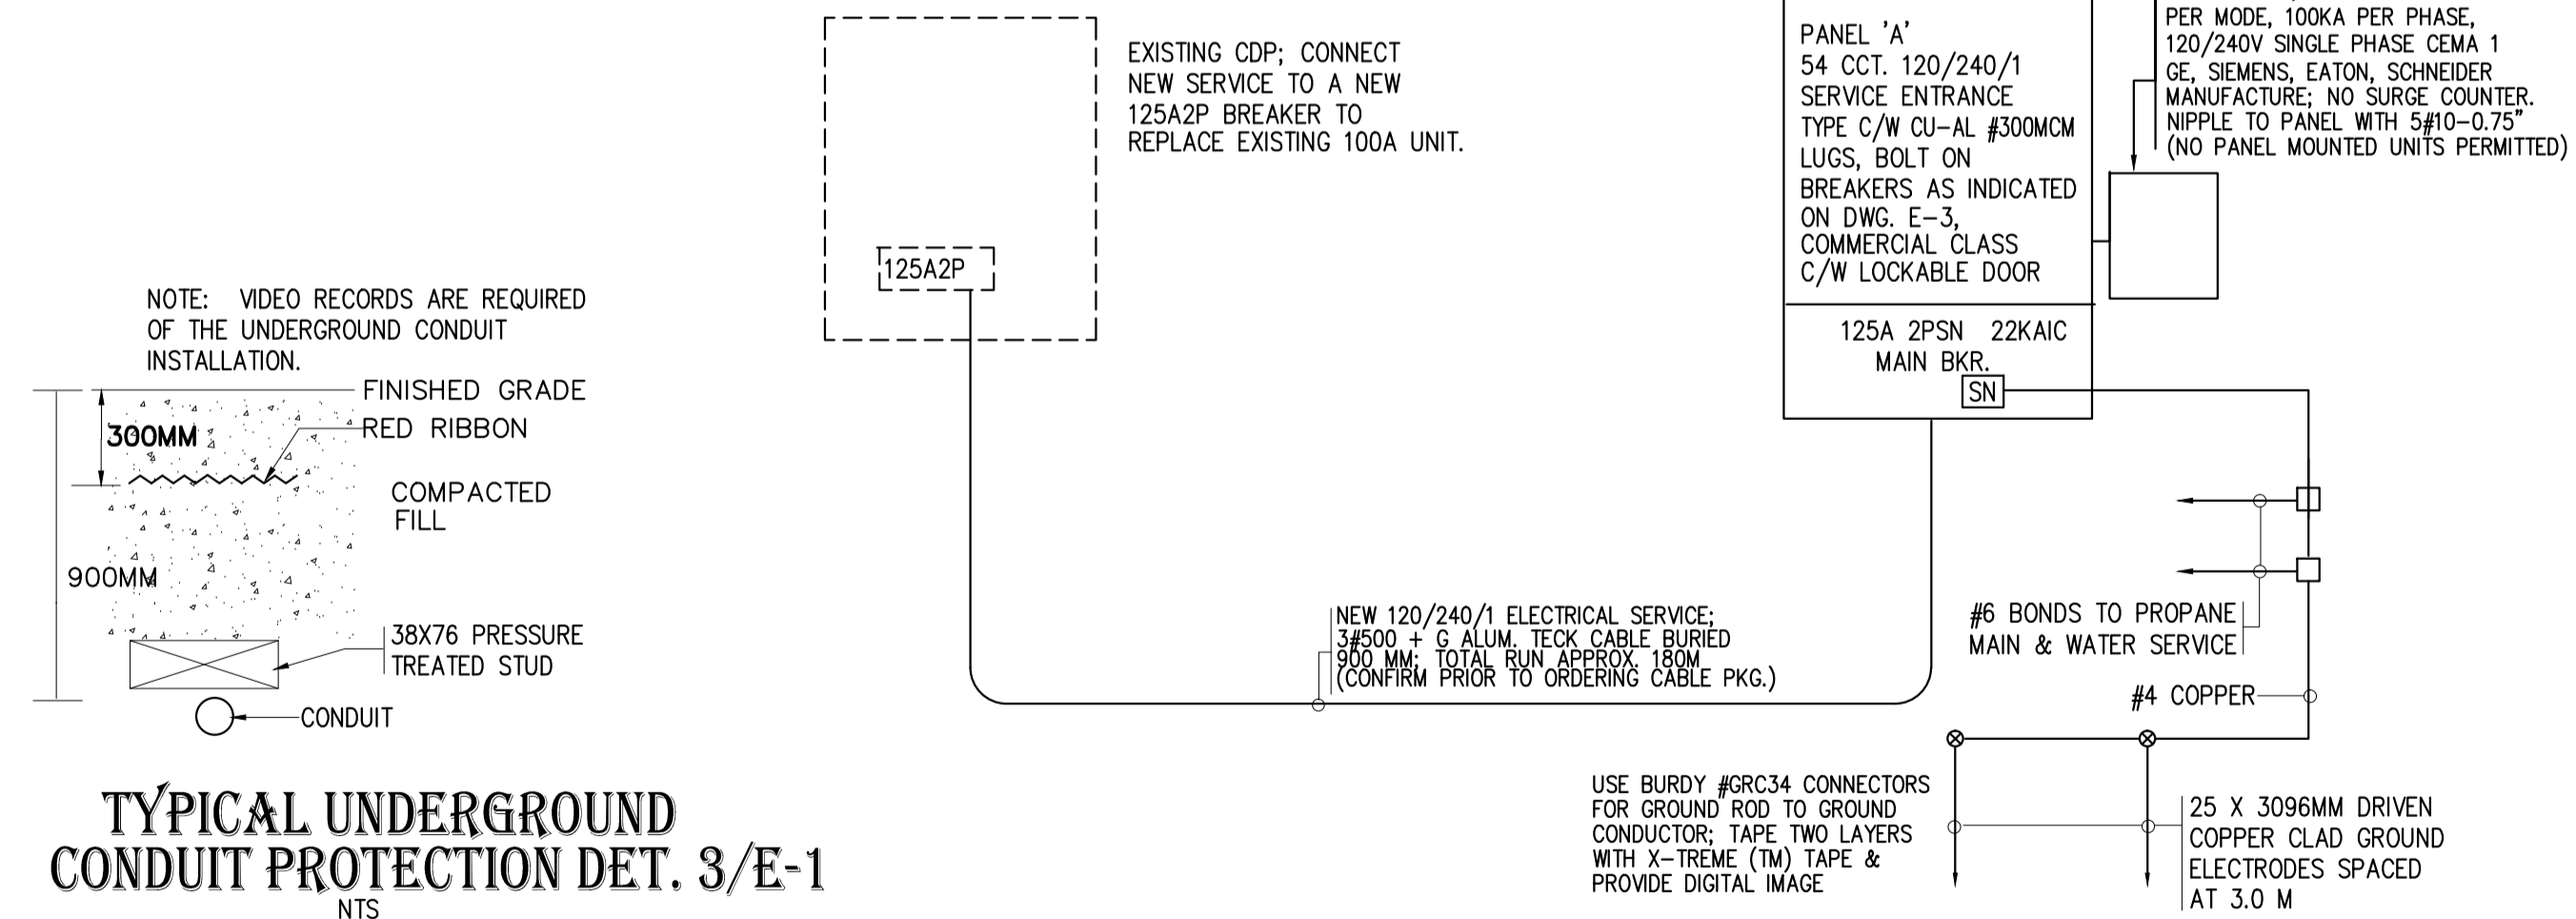 EXISTING CDP; CONNECT
NEW SERVICE TO A NEW
125A2P BREAKER TO
REPLACE EXISTING 100A UNIT.
125A2P
PANEL 'A'
54 CCT. 120/240/1
SERVICE ENTRANCE
TYPE C/W CU-AL #300MCM
LUGS, BOLT ON
BREAKERS AS INDICATED
ON DWG. E-3,
COMMERCIAL CLASS
C/W LOCKABLE DOOR
125A 2PSN 22KAIC
MAIN BKR.
SN
PER MODE, 100KA PER PHASE,
120/240V SINGLE PHASE CEMA 1
GE, SIEMENS, EATON, SCHNEIDER
MANUFACTURE; NO SURGE COUNTER.
NIPPLE TO PANEL WITH 5#10-0.75"
(NO PANEL MOUNTED UNITS PERMITTED)
NOTE: VIDEO RECORDS ARE REQUIRED
OF THE UNDERGROUND CONDUIT
INSTALLATION.
FINISHED GRADE
RED RIBBON
300MM
COMPACTED
FILL
900MM
38X76 PRESSURE
TREATED STUD
CONDUIT
NEW 120/240/1 ELECTRICAL SERVICE;
3#500 + G ALUM. TECK CABLE BURIED
900 MM; TOTAL RUN APPROX. 180M
(CONFIRM PRIOR TO ORDERING CABLE PKG.)
#6 BONDS TO PROPANE
MAIN & WATER SERVICE
#4 COPPER
USE BURDY #GRC34 CONNECTORS
FOR GROUND ROD TO GROUND
CONDUCTOR; TAPE TWO LAYERS
WITH X-TREME (TM) TAPE &
PROVIDE DIGITAL IMAGE
25 X 3096MM DRIVEN
COPPER CLAD GROUND
ELECTRODES SPACED
AT 3.0 M
TYPICAL UNDERGROUND
CONDUIT PROTECTION DET. 3/E-1
NTS